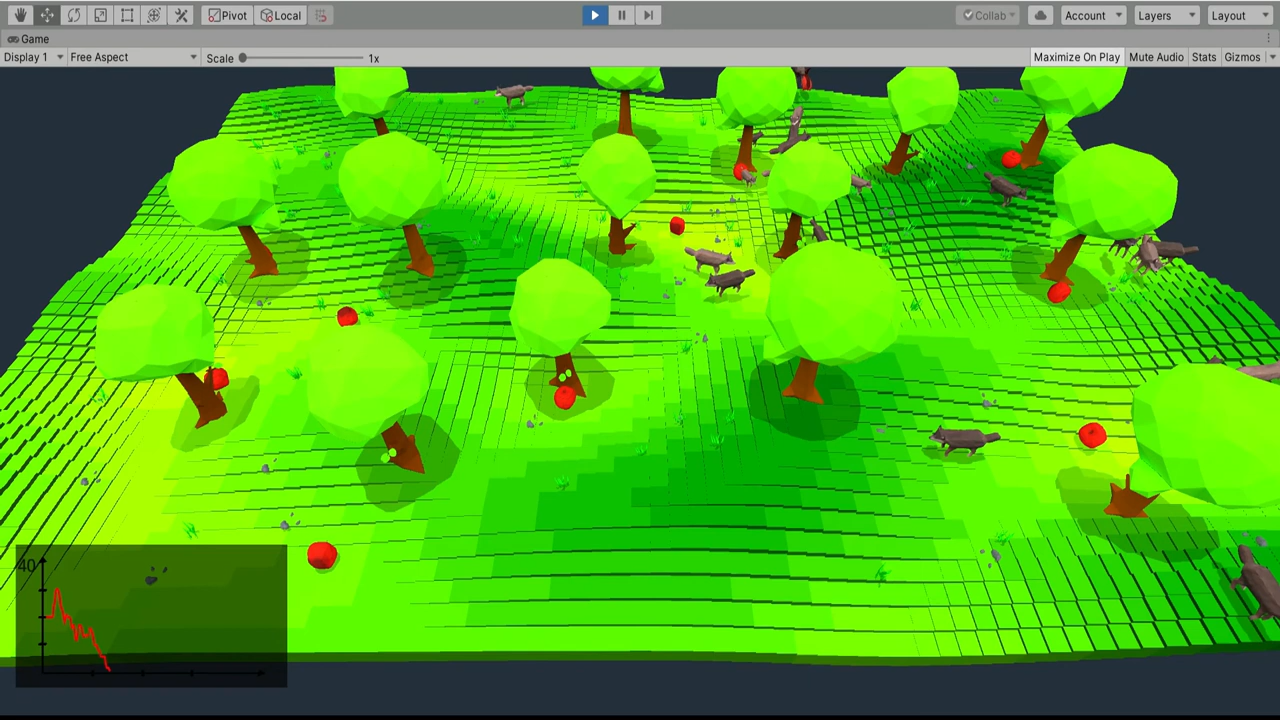 Pivot Local Collab Account Layers Layout
Game
Display 1 Free Aspect Scale 1x Maximize On Play Mute Audio Stats Gizmos
40